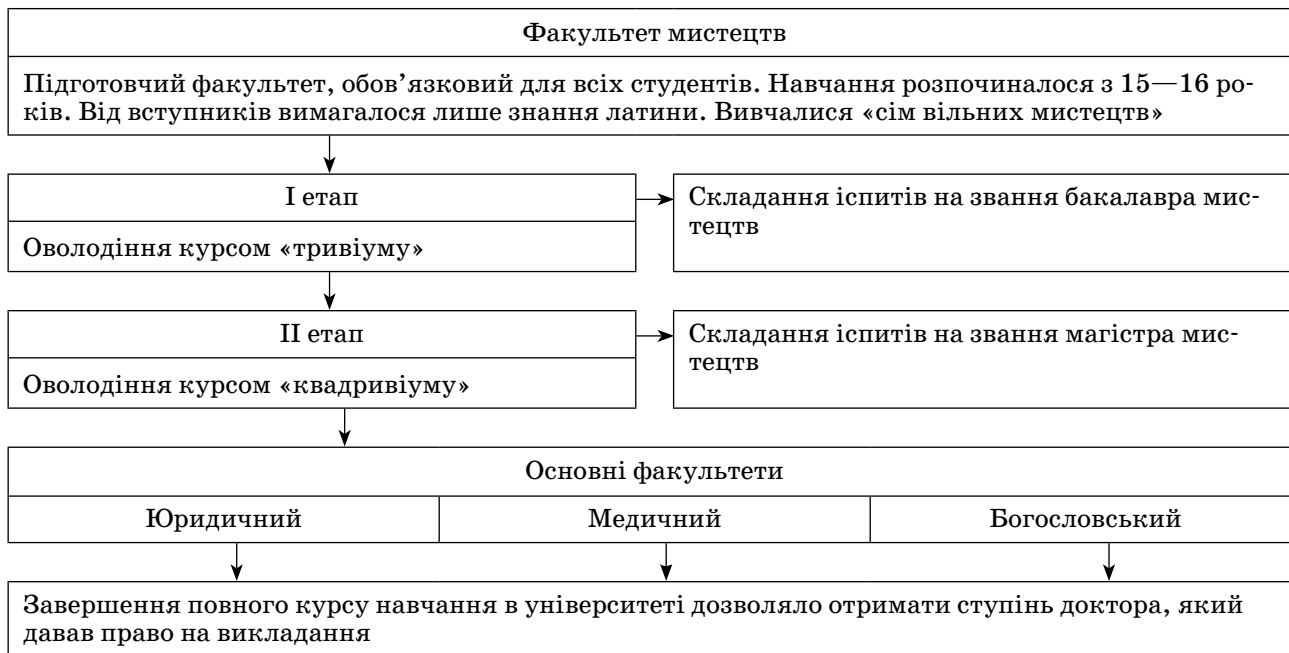 Факультет мистецтв
Підготовчий факультет, обов’язковий для всіх студентів. Навчання розпочиналося з 15—16 ро-
ків. Від вступників вимагалося лише знання латини. Вивчалися «сім вільних мистецтв»
І етап
Оволодіння курсом «тривіуму»
Складання іспитів на звання бакалавра мис-
тецтв
ІІ етап
Оволодіння курсом «квадривіуму»
Складання іспитів на звання магістра мис-
тецтв
Основні факультети
Юридичний
Медичний
Богословський
Завершення повного курсу навчання в університеті дозволяло отримати ступінь доктора, який
давав право на викладання